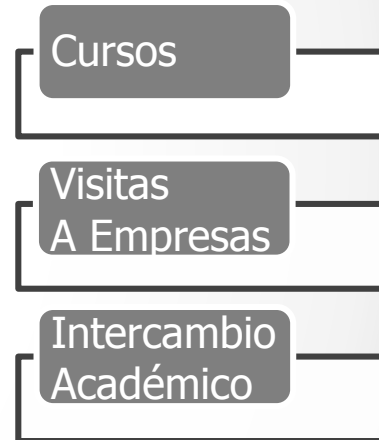 Cursos
Visitas
A Empresas
Intercambio
Académico